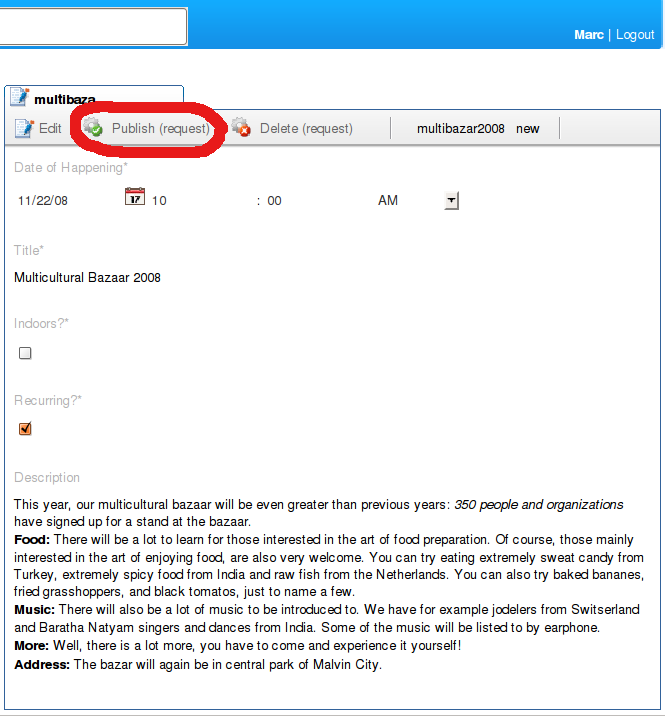 Marc | Logout
multibaza
Edit Publish (request) Delete (request) multibazar2008 new
Date of Happening*
11/22/08 17 10 : 00 AM
Title*
Multicultural Bazaar 2008
Indoors?*
Recurring?*
Description
This year, our multicultural bazaar will be even greater than previous years: 350 people and organizations
have signed up for a stand at the bazaar.
Food: There will be a lot to learn for those interested in the art of food preparation. Of course, those mainly
interested in the art of enjoying food, are also very welcome. You can try eating extremely sweat candy from
Turkey, extremely spicy food from India and raw fish from the Netherlands. You can also try baked bananes,
fried grasshoppers, and black tomatos, just to name a few.
Music: There will also be a lot of music to be introduced to. We have for example jodelers from Switserland
and Baratha Natyam singers and dances from India. Some of the music will be listed to by earphone.
More: Well, there is a lot more, you have to come and experience it yourself!
Address: The bazar will again be in central park of Malvin City.